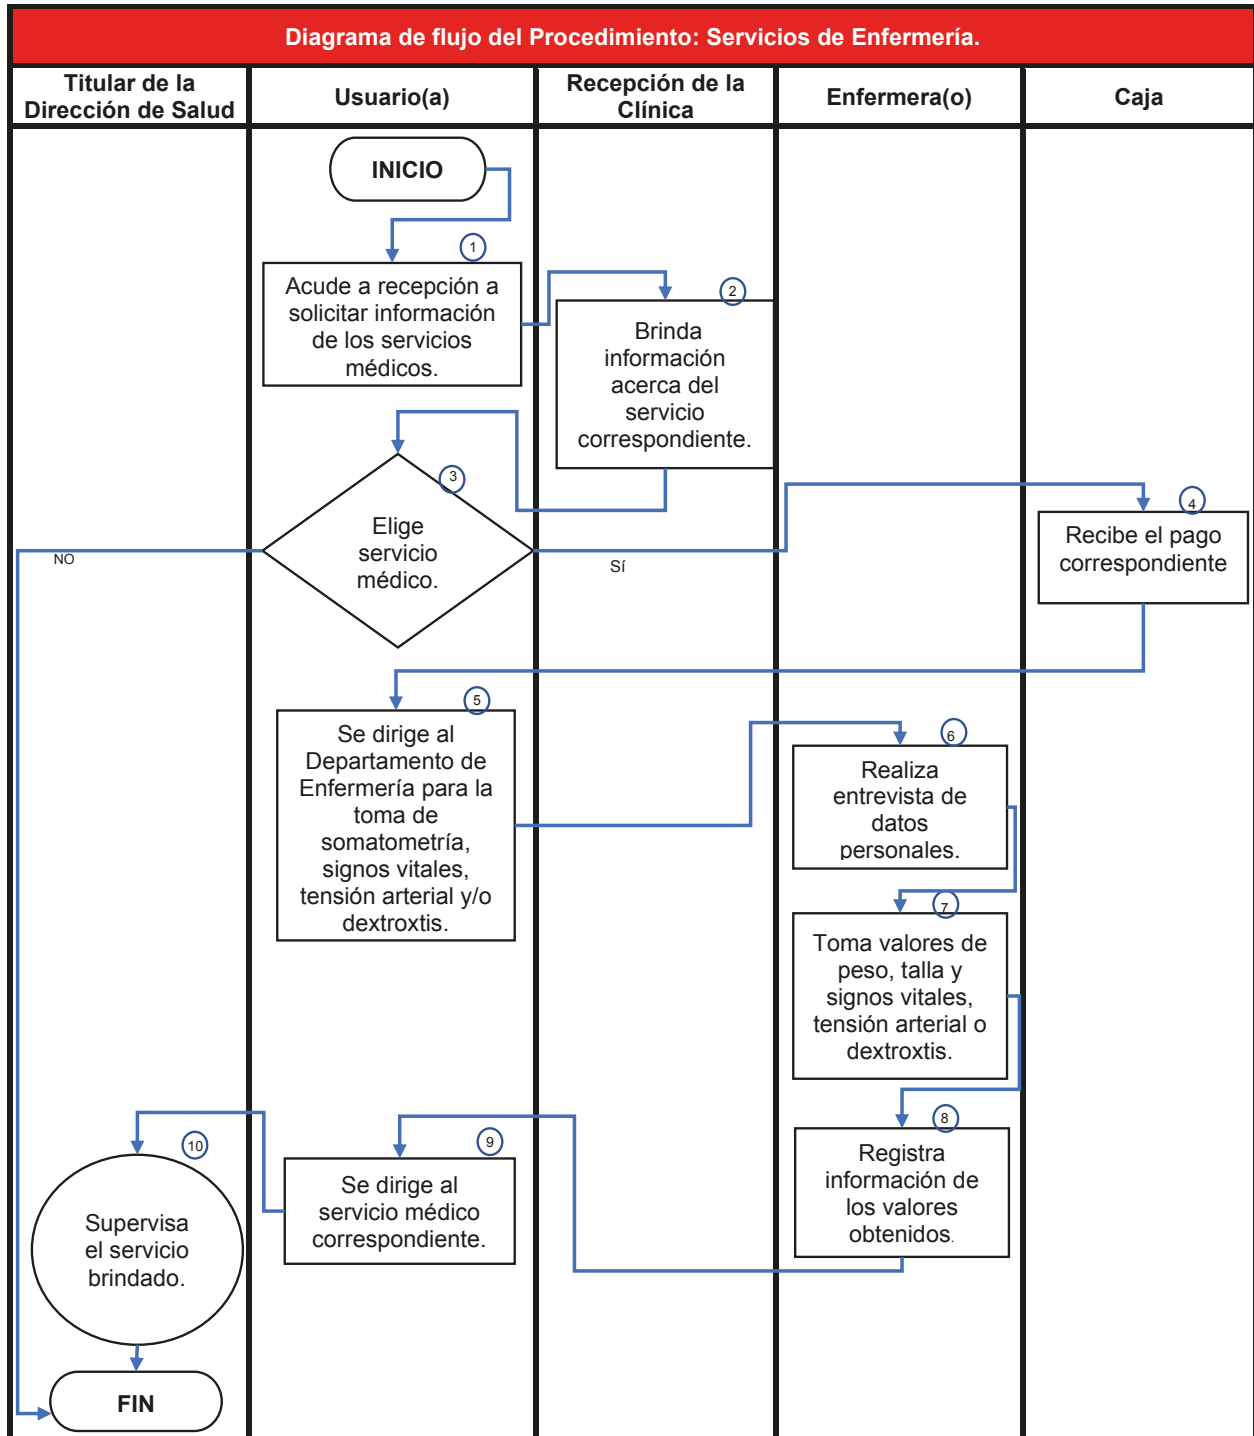 Diagrama de flujo del Procedimiento: Servicios de Enfermería.
Titular de la
Dirección de Salud
Usuario(a)
Recepción de la
Clínica
Enfermera(o)
Caja
INICIO
1
Acude a recepción a
solicitar información
de los servicios
médicos.
2
Brinda
información
acerca del
servicio
correspondiente.
3
Elige
servicio
médico.
NO
Sí
4
Recibe el pago
correspondiente
5
Se dirige al
Departamento de
Enfermería para la
toma de
somatometría,
signos vitales,
tensión arterial y/o
dextroxtis.
6
Realiza
entrevista de
datos
personales.
7
Toma valores de
peso, talla y
signos vitales,
tensión arterial o
dextroxtis.
8
Registra
información de
los valores
obtenidos.
9
Se dirige al
servicio médico
correspondiente.
10
Supervisa
el servicio
brindado.
FIN